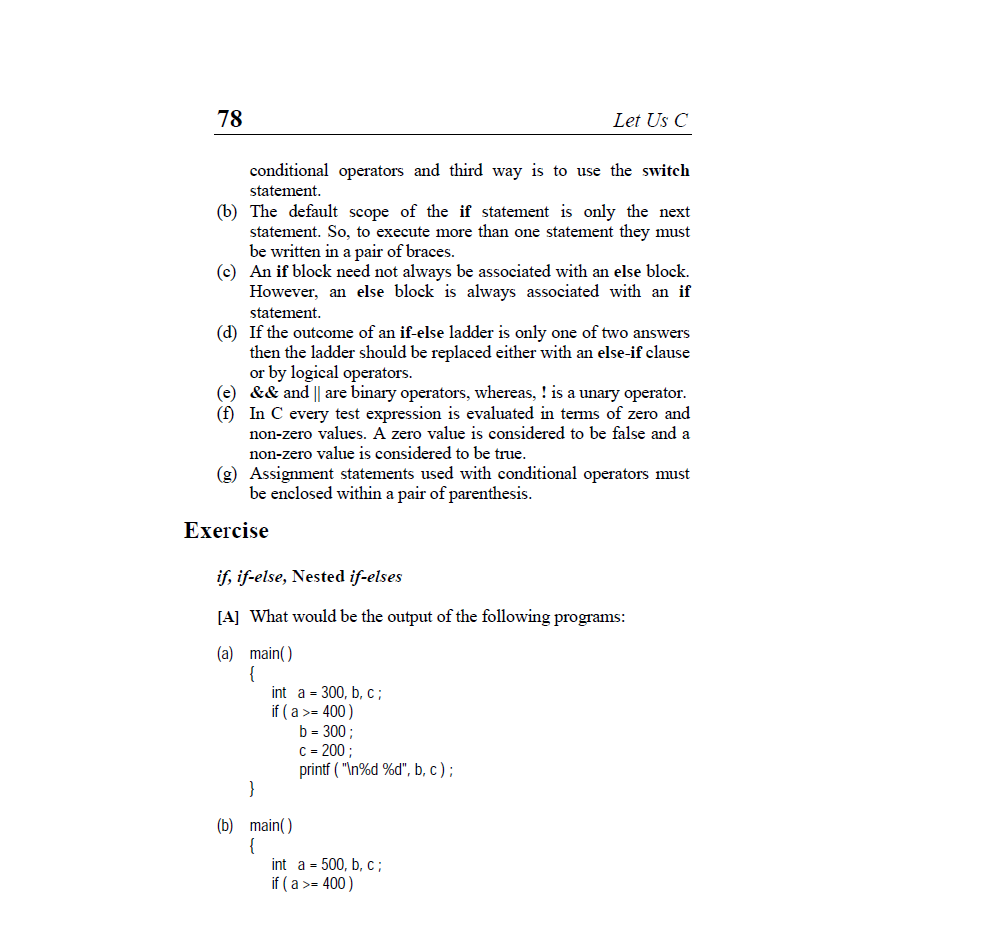 78 Let Us C
conditional operators and third way is to use the switch
statement.
(b) The default scope of the if statement is only the next
statement. So, to execute more than one statement they must
be written in a pair of braces.
(c) An if block need not always be associated with an else block.
However, an else block is always associated with an if
statement.
(d) If the outcome of an if-else ladder is only one of two answers
then the ladder should be replaced either with an else-if clause
or by logical operators.
(e) && and || are binary operators, whereas, ! is a unary operator.
(f) In C every test expression is evaluated in terms of zero and
non-zero values. A zero value is considered to be false and a
non-zero value is considered to be true.
(g) Assignment statements used with conditional operators must
be enclosed within a pair of parenthesis.
Exercise
if, if-else, Nested if-elses
[A] What would be the output of the following programs:
(a) main( )
{
int a = 300, b, c ;
if ( a >= 400 )
b = 300 ;
c = 200 ;
printf ( "\n%d %d", b, c ) ;
}
(b) main( )
{
int a = 500, b, c ;
if ( a >= 400 )